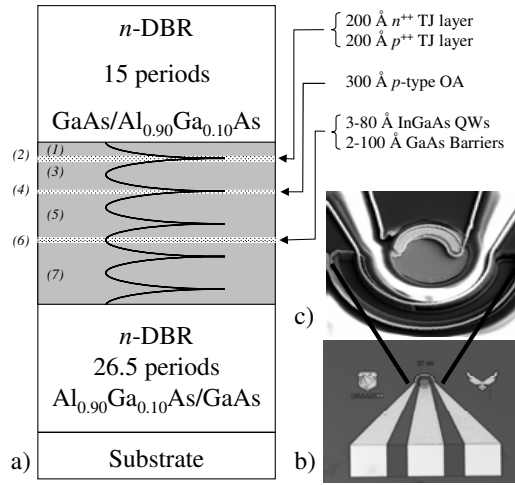 n-DBR
15 periods
GaAs/Al0.90Ga0.10As
(1)
(2)
(3)
(4)
(5)
(6)
(7)
n-DBR
26.5 periods
Al0.90Ga0.10As/GaAs
a) Substrate
200 Å n++ TJ layer
200 Å p++ TJ layer
300 Å p-type OA
3-80 Å InGaAs QWs
2-100 Å GaAs Barriers
c)
b)